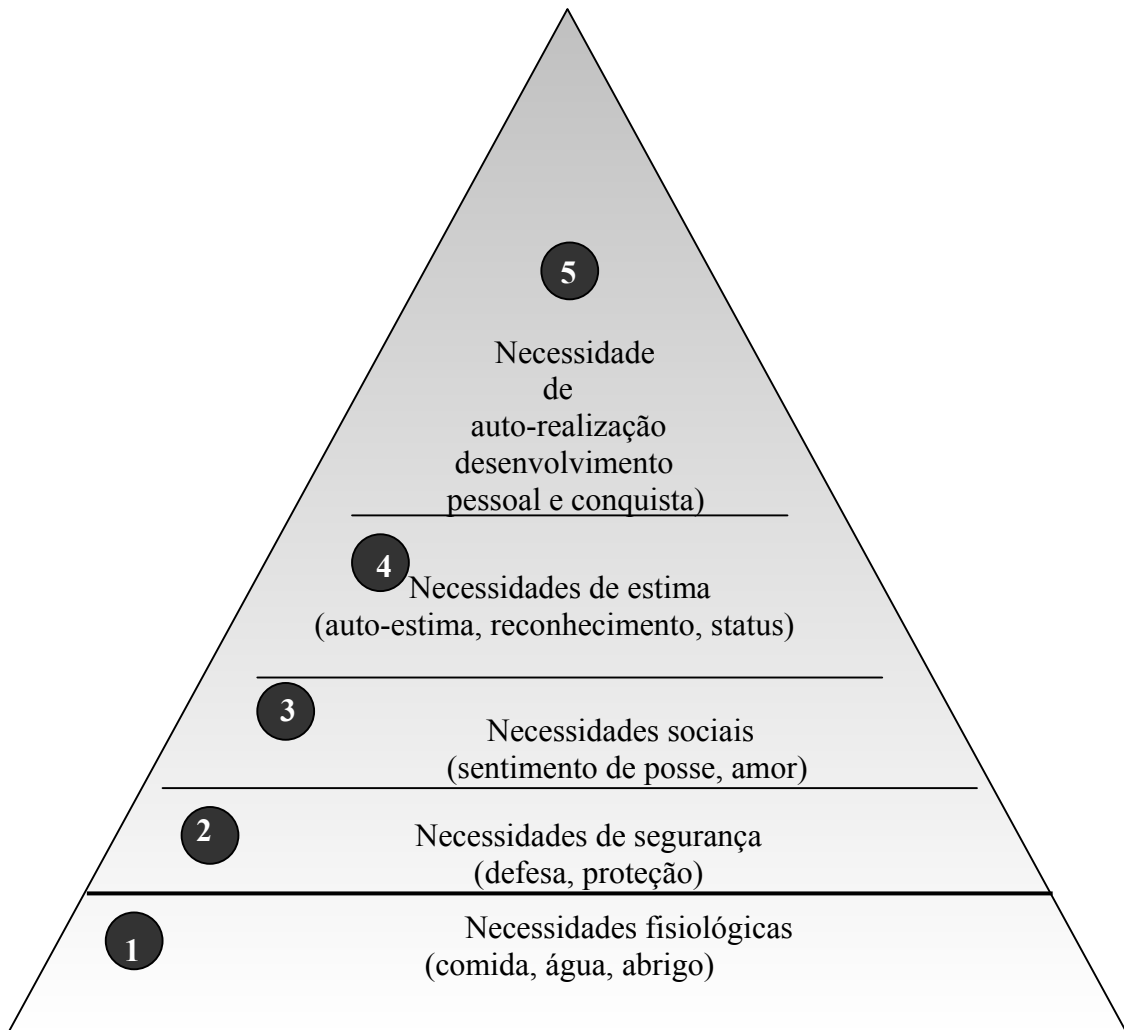 5
Necessidade
de
auto-realização
desenvolvimento
pessoal e conquista)
4
Necessidades de estima
(auto-estima, reconhecimento, status)
3
Necessidades sociais
(sentimento de posse, amor)
2
Necessidades de segurança
(defesa, proteção)
1
Necessidades fisiológicas
(comida, água, abrigo)